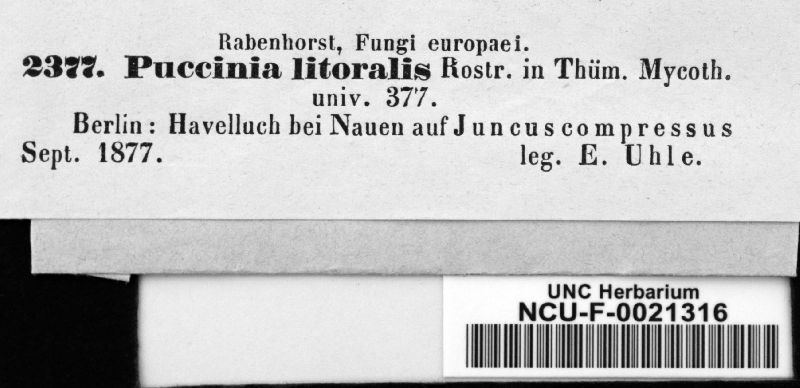 Rabenhorst, Fungi europaei.
2377. Puccinia litoralis Rostr. in Thüm. Mycoth.
univ. 377.
Berlin: Havelluch bei Nauen auf Juncus compressus
Sept. 1877. leg. E. Uhle.
UNC Herbarium
NCU-F-0021316